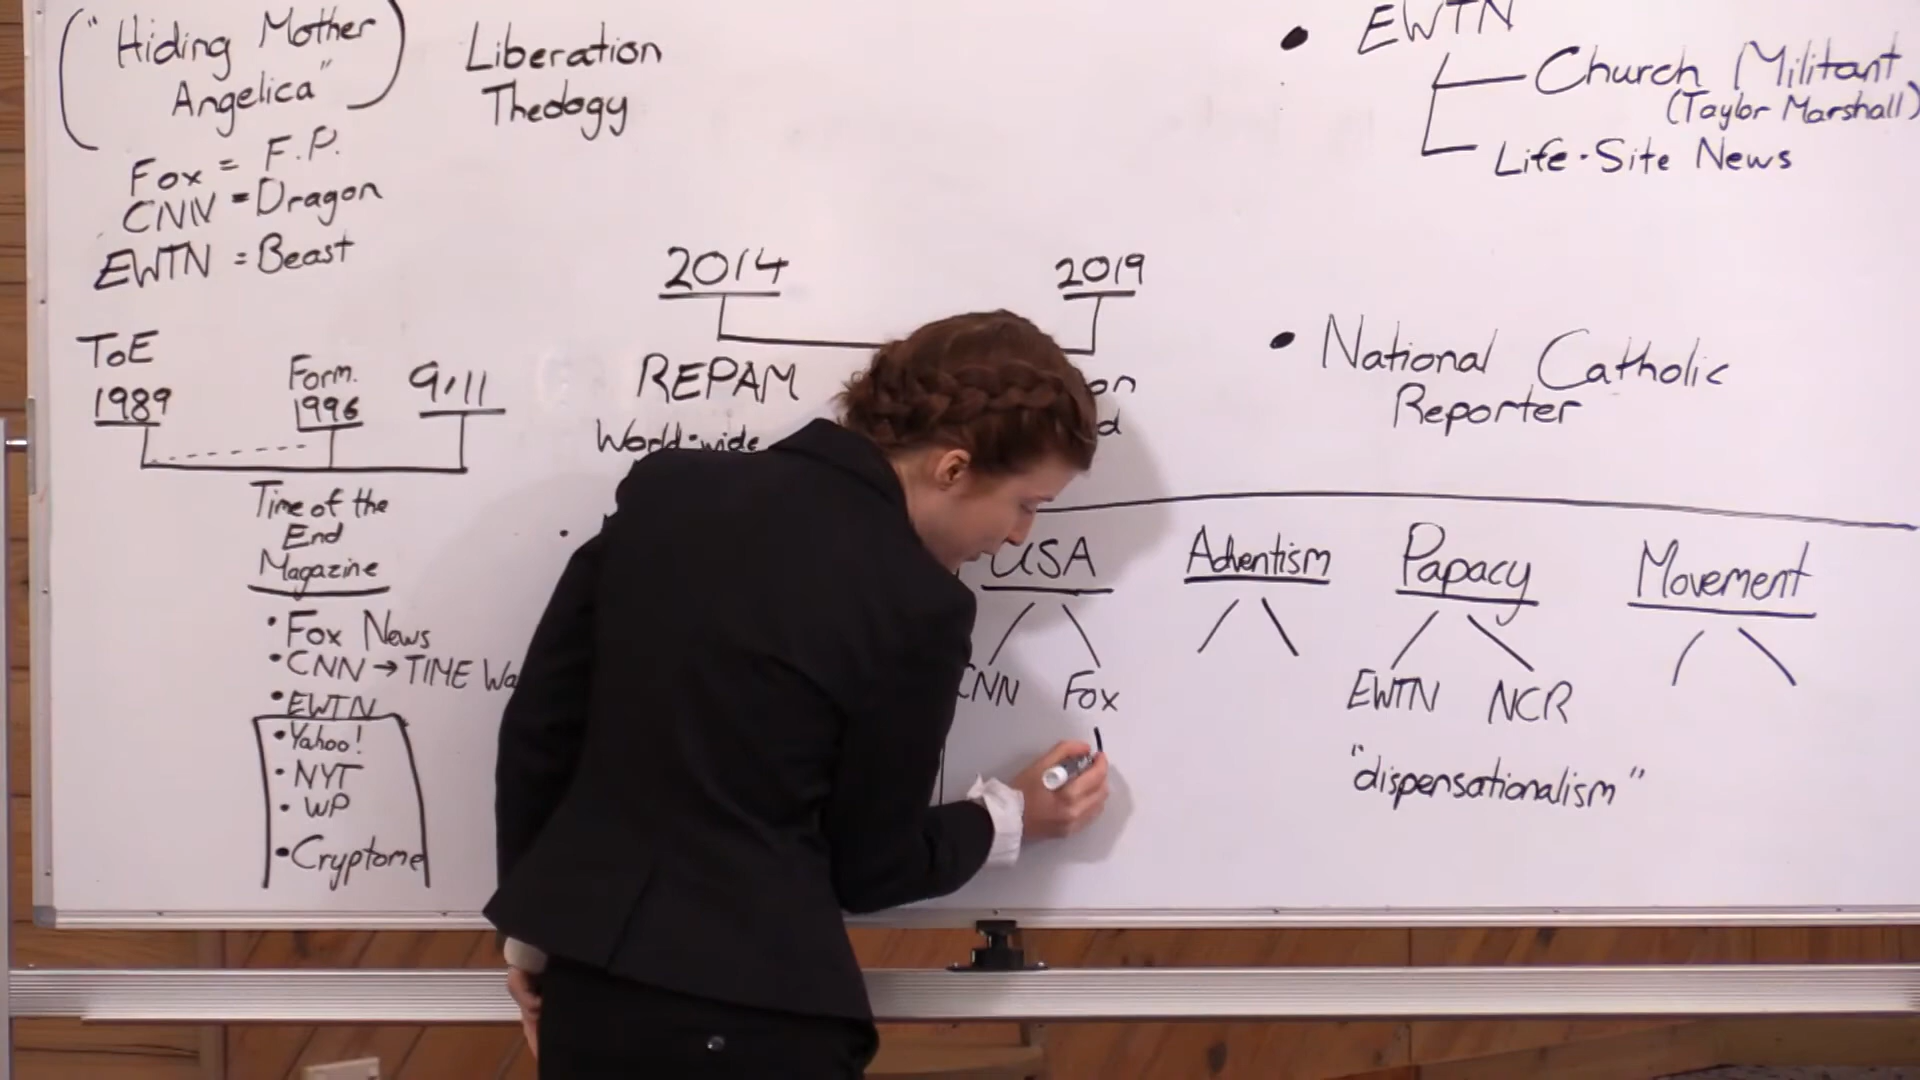 "Hiding Mother
Angelica"
Fox = F.P.
CNN = Dragon
EWTN = Beast
Liberation
Theology
• EWTN
Church Militant
(Taylor Marshall)
Life·Site News
2014
2019
REPAM
World-wide
on
d
• National Catholic
Reporter
ToE
1989
Form.
1996
9/11
Time of the
End
Magazine
• Fox News
• CNN → TIME Wa
• EWTN
• Yahoo!
• NYT
• WP
• Cryptome
USA
CNN Fox
Adventism
Papacy
EWTN NCR
"dispensationalism"
Movement